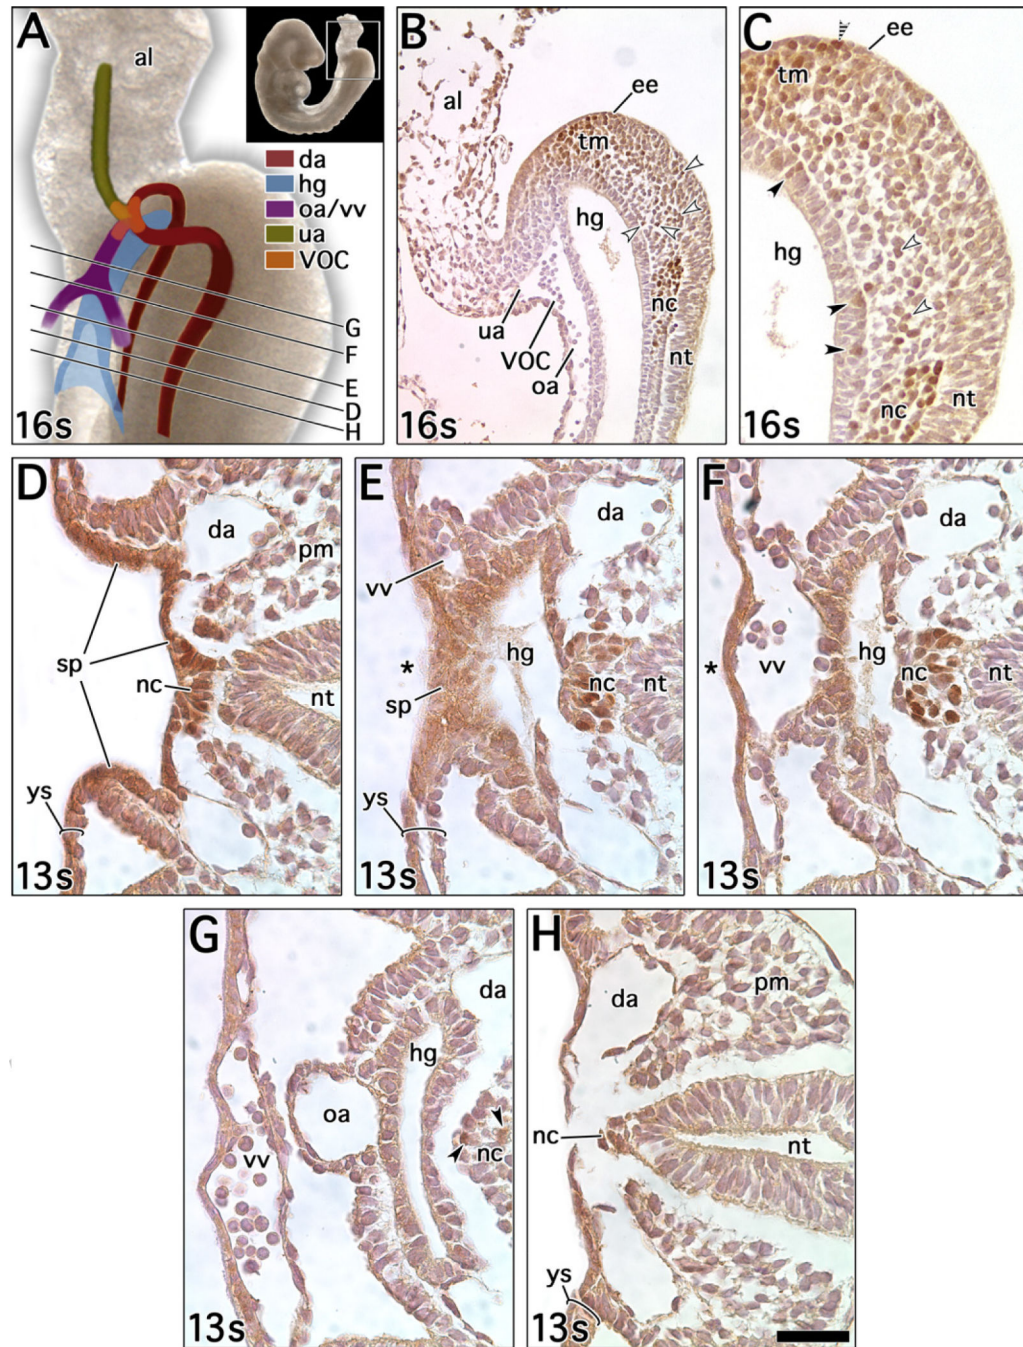 A
al
da
hg
oa/vv
ua
VOC
G
F
E
D
H
16s
B
al
ee
tm
hg
ua
VOC
oa
nc
nt
16s
C
ee
tm
hg
nc
nt
16s
D
da
pm
sp
nc
nt
ys
13s
E
da
vv
*
hg
sp
nc
nt
ys
13s
F
da
*
vv
hg
nc
nt
13s
G
da
hg
oa
vv
nc
13s
H
da
pm
nc
nt
ys
13s